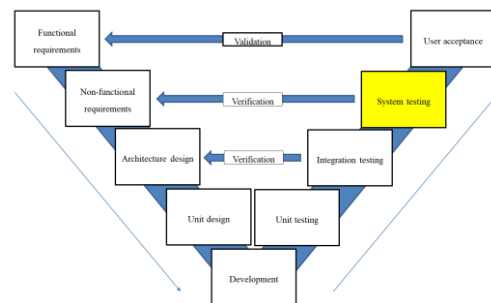 Functional
requirements
Validation
User acceptance
Non-functional
requirements
Verification
System testing
Architecture design
Verification
Integration testing
Unit design
Unit testing
Development